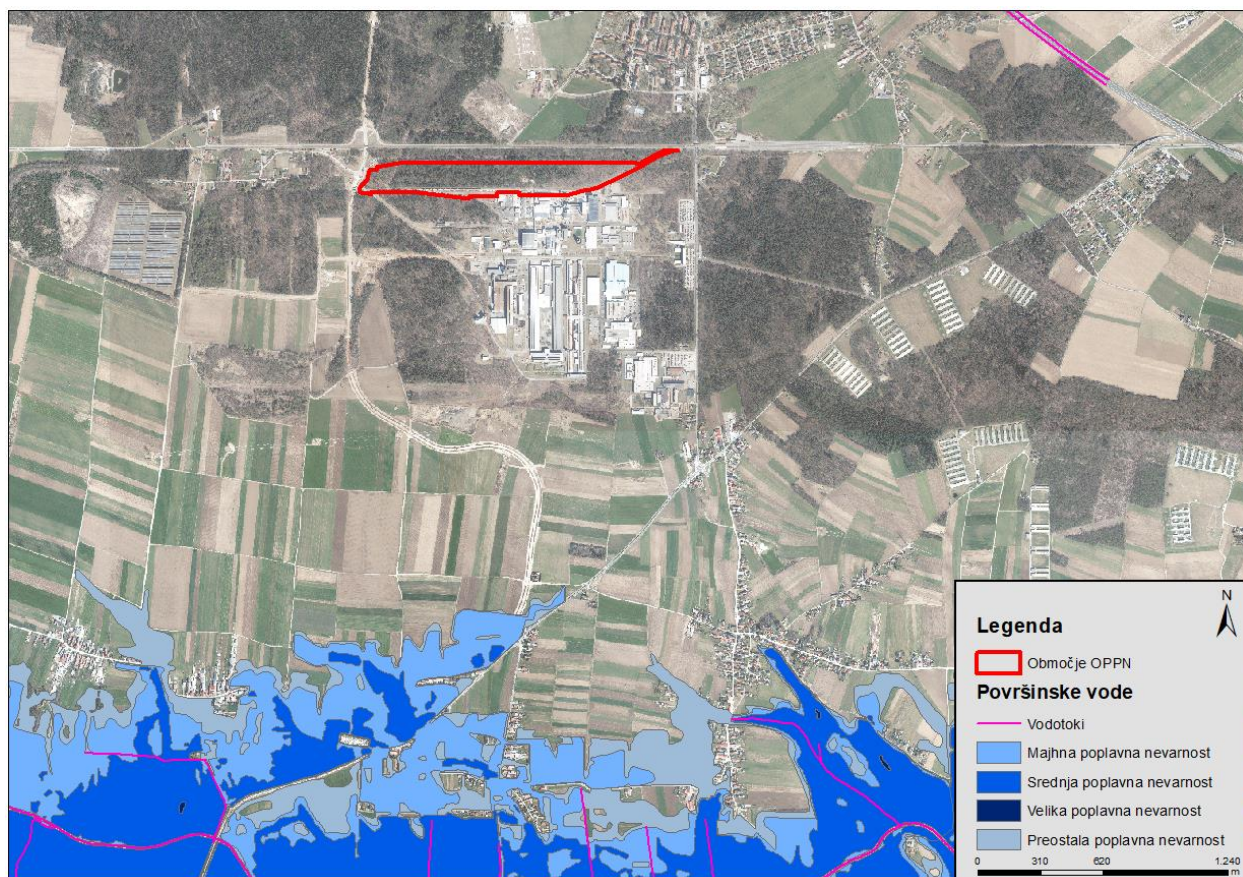 N
Legenda
Območje OPPN
Površinske vode
Vodotoki
Majhna poplavna nevarnost
Srednja poplavna nevarnost
Velika poplavna nevarnost
Preostala poplavna nevarnost
0 310 620 1.240
m